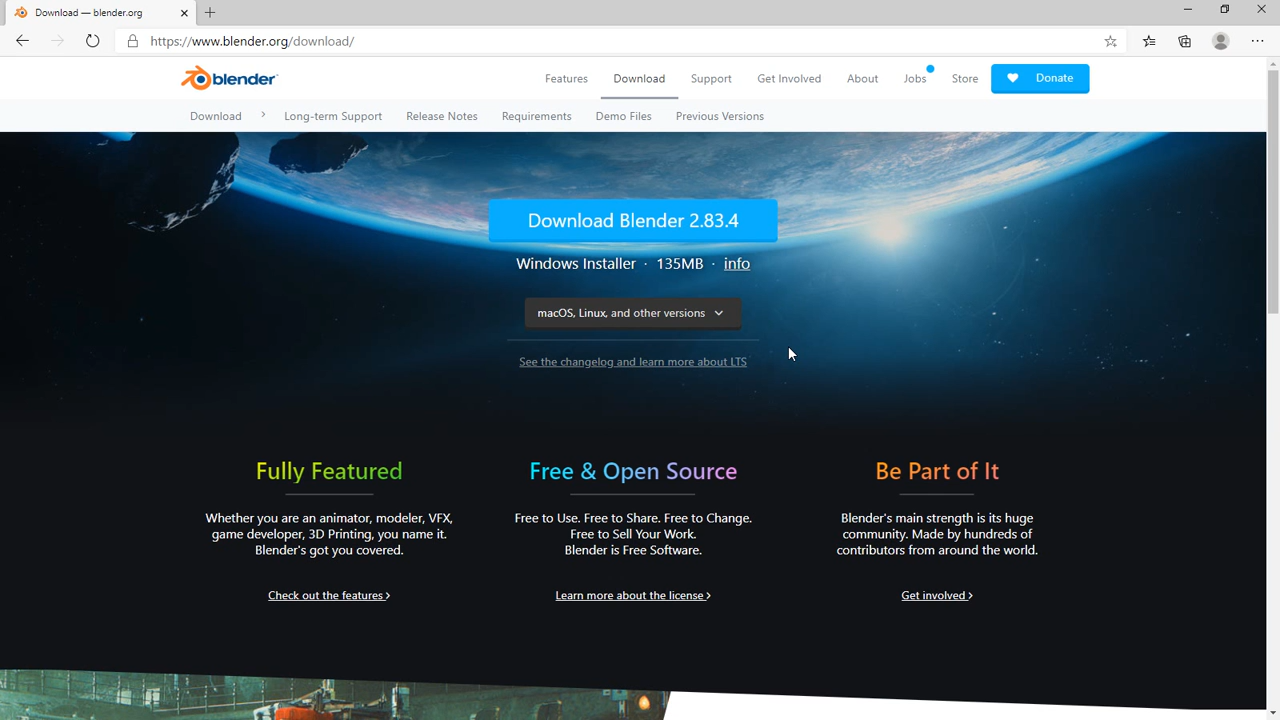 Download — blender.org
https://www.blender.org/download/
blender
Features Download Support Get Involved About Jobs Store Donate
Download Long-term Support Release Notes Requirements Demo Files Previous Versions
Download Blender 2.83.4
Windows Installer · 135MB · info
macOS, Linux, and other versions
See the changelog and learn more about LTS
Fully Featured
Whether you are an animator, modeler, VFX,
game developer, 3D Printing, you name it.
Blender's got you covered.
Check out the features
Free & Open Source
Free to Use. Free to Share. Free to Change.
Free to Sell Your Work.
Blender is Free Software.
Learn more about the license
Be Part of It
Blender's main strength is its huge
community. Made by hundreds of
contributors from around the world.
Get involved